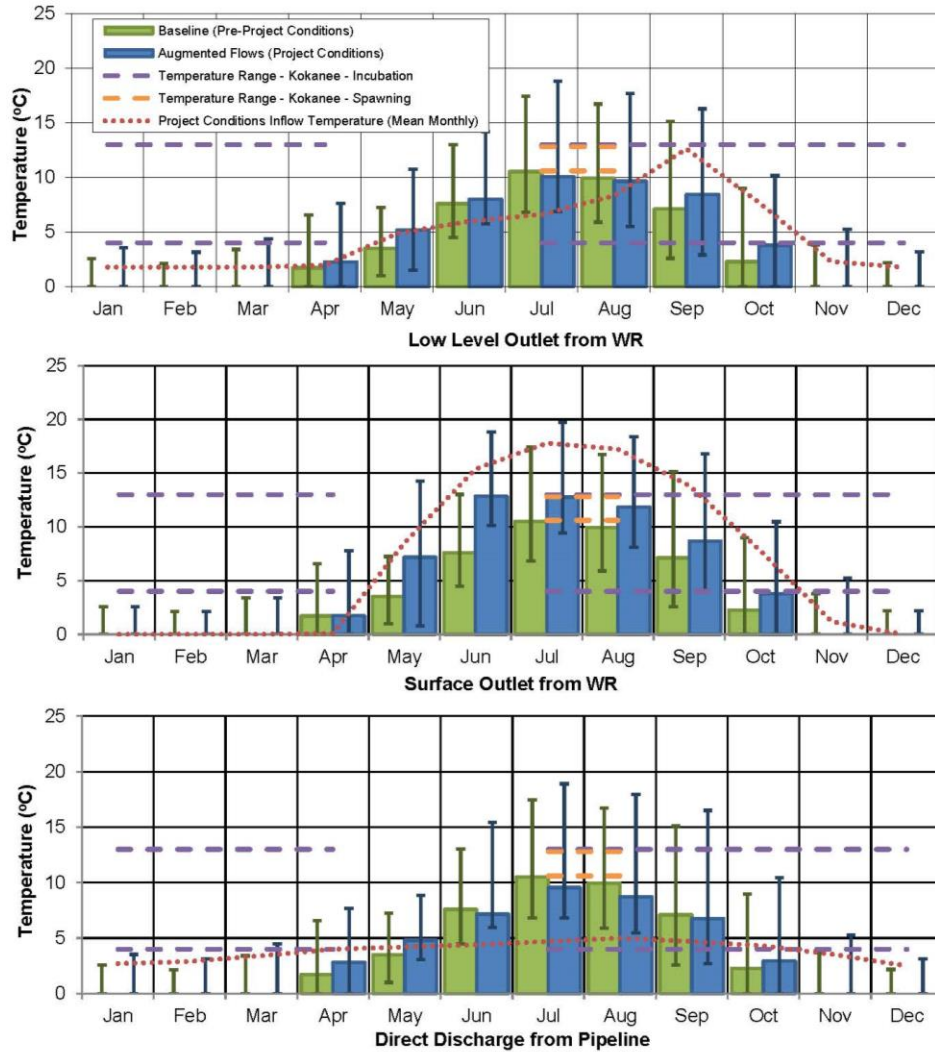 25
20
15
10
5
0
Temperature (ºC)
Baseline (Pre-Project Conditions)
Augmented Flows (Project Conditions)
Temperature Range - Kokanee - Incubation
Temperature Range - Kokanee - Spawning
Project Conditions Inflow Temperature (Mean Monthly)
Jan Feb Mar Apr May Jun Jul Aug Sep Oct Nov Dec
Low Level Outlet from WR
25
20
15
10
5
0
Temperature (ºC)
Jan Feb Mar Apr May Jun Jul Aug Sep Oct Nov Dec
Surface Outlet from WR
25
20
15
10
5
0
Temperature (ºC)
Jan Feb Mar Apr May Jun Jul Aug Sep Oct Nov Dec
Direct Discharge from Pipeline